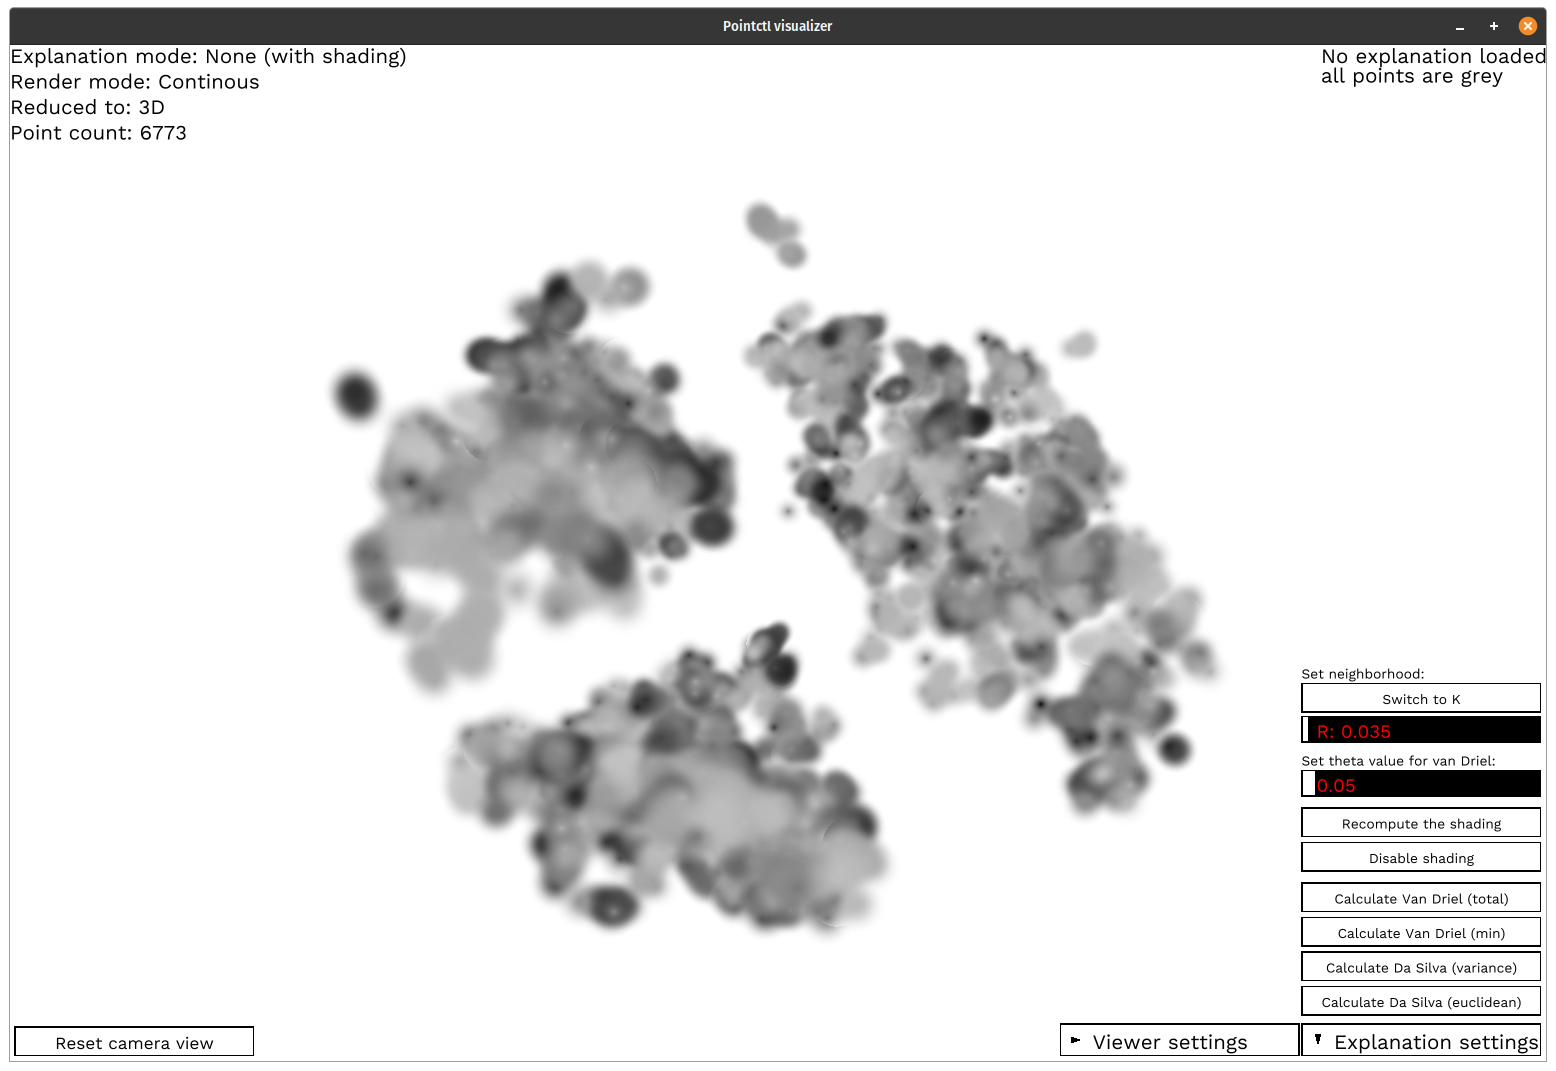 Pointctl visualizer
Explanation mode: None (with shading)
Render mode: Continous
Reduced to: 3D
Point count: 6773
No explanation loaded
all points are grey
Set neighborhood:
Switch to K
R: 0.035
Set theta value for van Driel:
0.05
Recompute the shading
Disable shading
Calculate Van Driel (total)
Calculate Van Driel (min)
Calculate Da Silva (variance)
Calculate Da Silva (euclidean)
Reset camera view
Viewer settings
Explanation settings